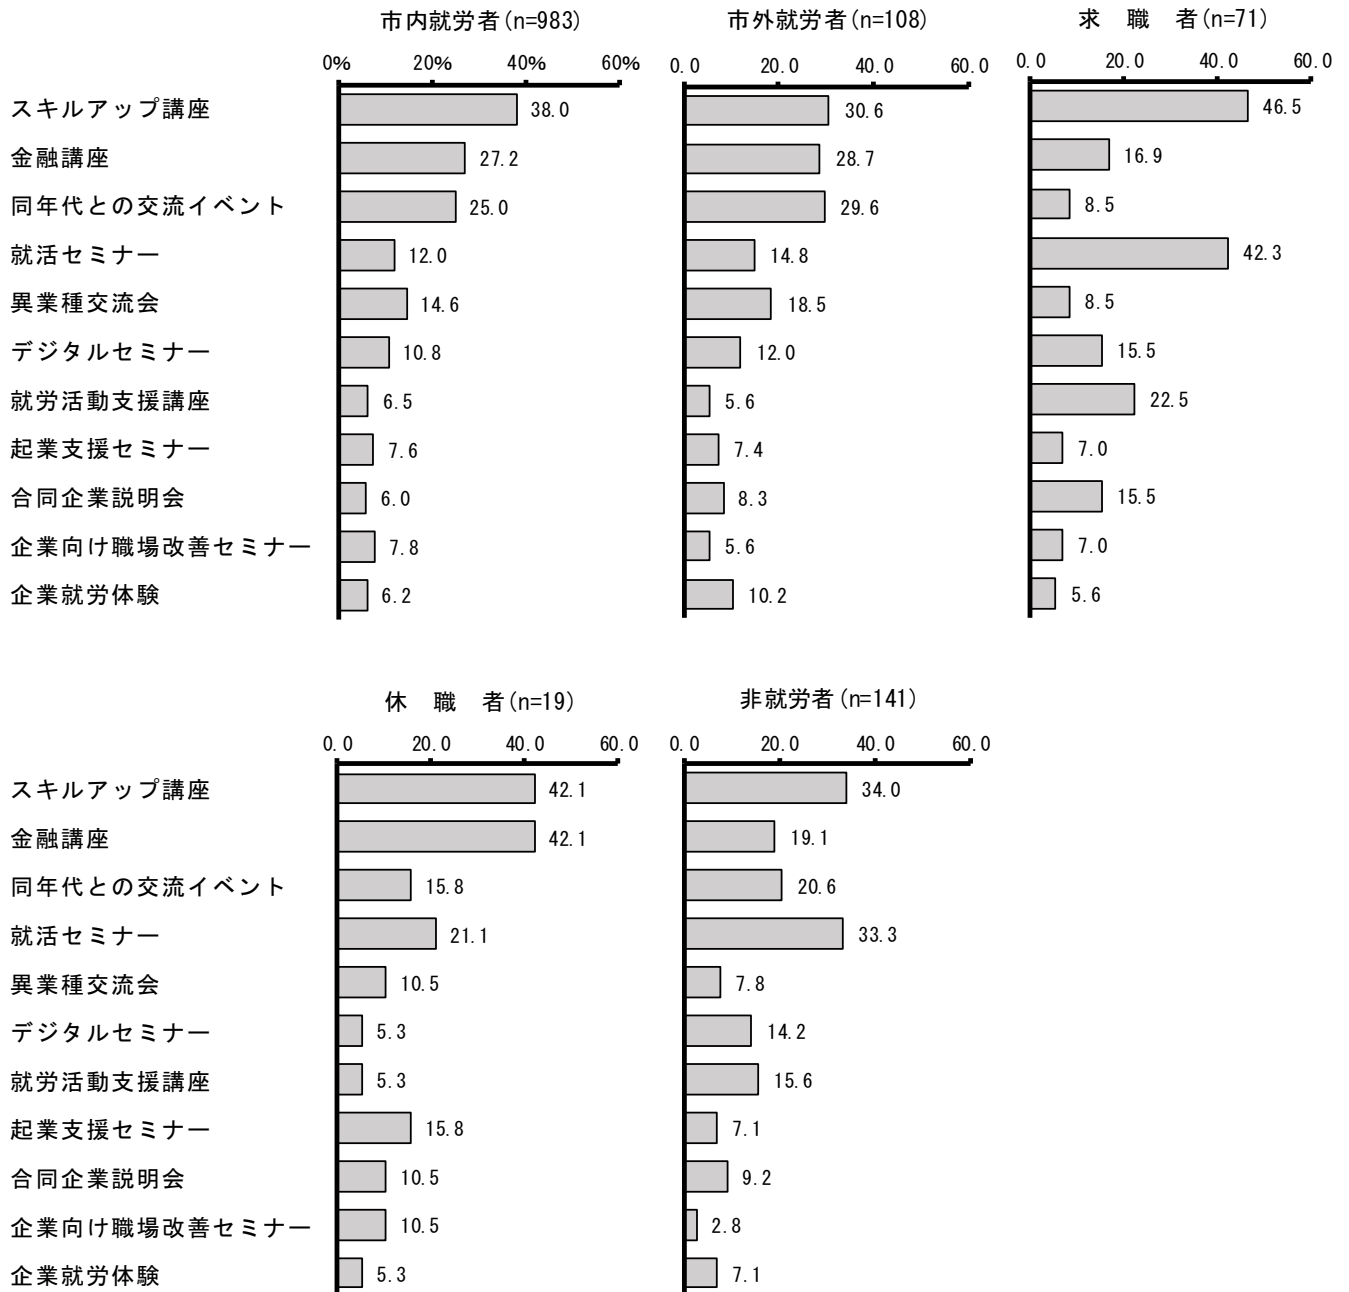 市内就労者(n=983) 市外就労者(n=108) 求　職　者(n=71)
0% 20% 40% 60% 0.0 20.0 40.0 60.0 0.0 20.0 40.0 60.0
スキルアップ講座 38.0 30.6 46.5
金融講座 27.2 28.7 16.9
同年代との交流イベント 25.0 29.6 8.5
就活セミナー 12.0 14.8 42.3
異業種交流会 14.6 18.5 8.5
デジタルセミナー 10.8 12.0 15.5
就労活動支援講座 6.5 5.6 22.5
起業支援セミナー 7.6 7.4 7.0
合同企業説明会 6.0 8.3 15.5
企業向け職場改善セミナー 7.8 5.6 7.0
企業就労体験 6.2 10.2 5.6
休　職　者(n=19) 非就労者(n=141)
0.0 20.0 40.0 60.0 0.0 20.0 40.0 60.0
スキルアップ講座 42.1 34.0
金融講座 42.1 19.1
同年代との交流イベント 15.8 20.6
就活セミナー 21.1 33.3
異業種交流会 10.5 7.8
デジタルセミナー 5.3 14.2
就労活動支援講座 5.3 15.6
起業支援セミナー 15.8 7.1
合同企業説明会 10.5 9.2
企業向け職場改善セミナー 10.5 2.8
企業就労体験 5.3 7.1